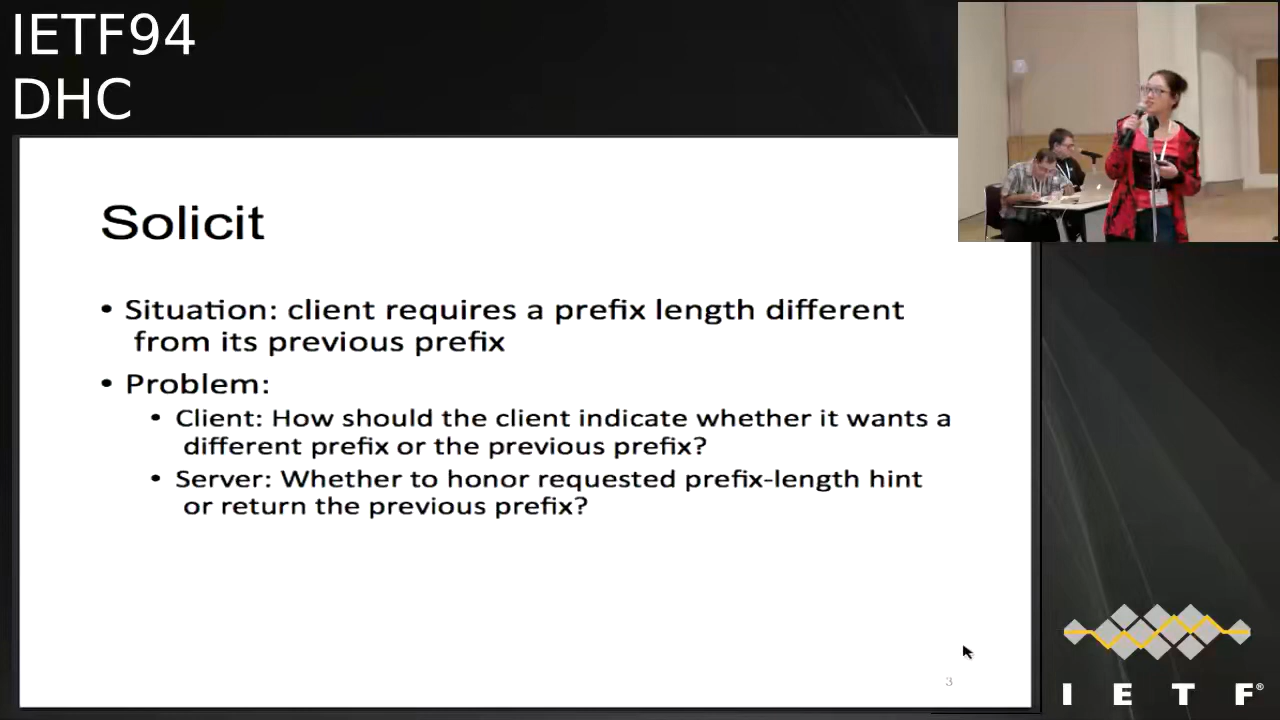 IETF94
DHC
Solicit
• Situation: client requires a prefix length different
from its previous prefix
• Problem:
• Client: How should the client indicate whether it wants a
different prefix or the previous prefix?
• Server: Whether to honor requested prefix-length hint
or return the previous prefix?
3
I E T F®